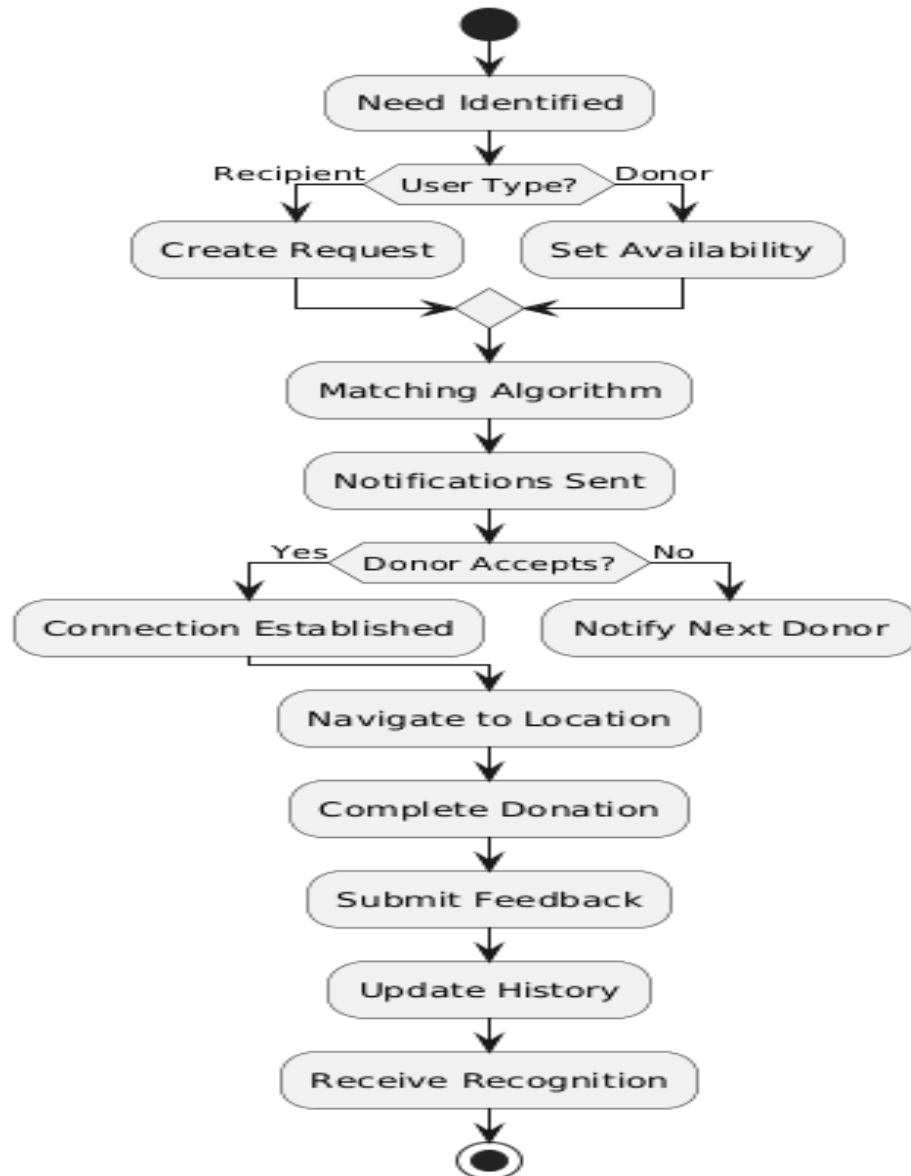 Need Identified
Recipient
User Type?
Donor
Create Request
Set Availability
Matching Algorithm
Notifications Sent
Yes
Donor Accepts?
No
Connection Established
Notify Next Donor
Navigate to Location
Complete Donation
Submit Feedback
Update History
Receive Recognition